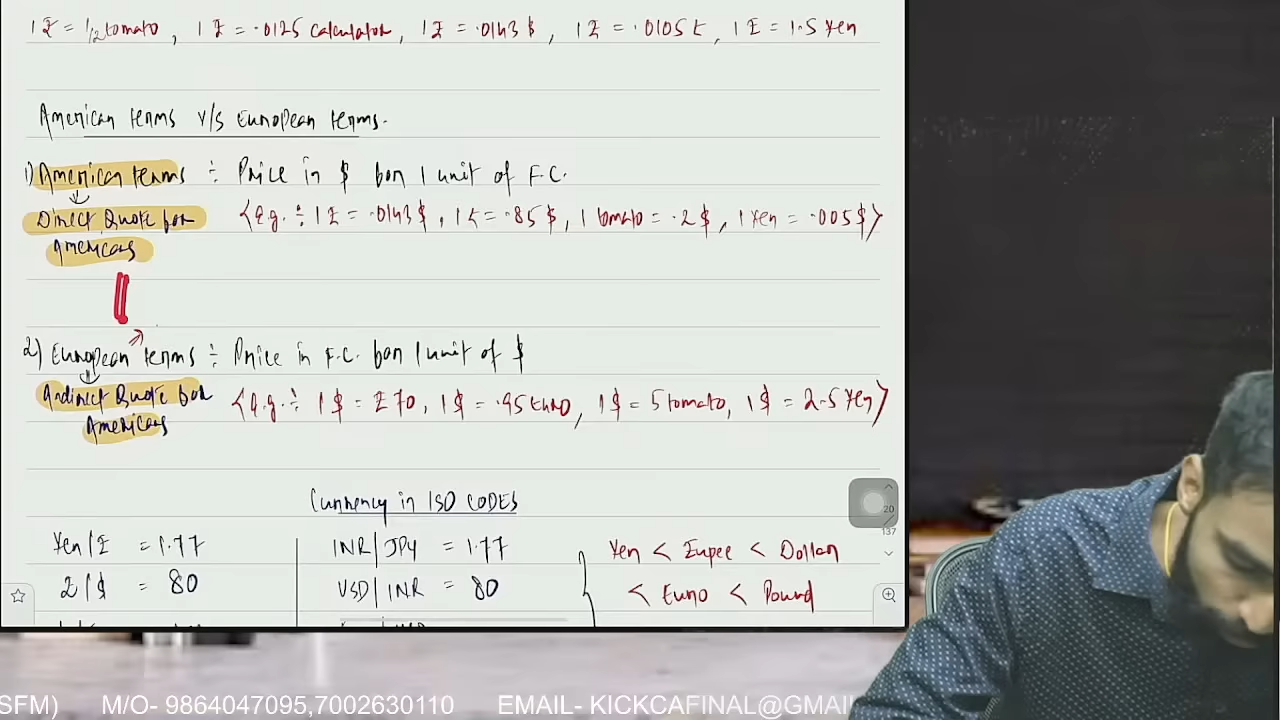 1 ₹ = 1/2 tomato, 1 ₹ = .0125 calculator, 1 ₹ = .0143 $, 1 ₹ = .0105 €, 1 ₹ = 1.5 Yen
American terms v/s European terms.
1) American terms ÷ Price in $ for 1 unit of F.C.
Direct Quote for Americans
<e.g. ÷ 1 ₹ = .0143 $, 1 € = .85 $, 1 tomato = .2 $, 1 Yen = .005 $>
2) European terms ÷ Price in F.C. for 1 unit of $
Indirect Quote for Americans
<e.g. ÷ 1 $ = ₹ 70, 1 $ = .95 Euro, 1 $ = 5 tomato, 1 $ = 2.5 Yen>
Currency in ISO CODES
Yen/₹ = 1.77
INR/JPY = 1.77
Yen < Rupee < Dollar
₹/$ = 80
USD/INR = 80
< Euro < Pound
20
137
SFM) M/O- 9864047095,7002630110 EMAIL- KICKCAFINAL@GMAI